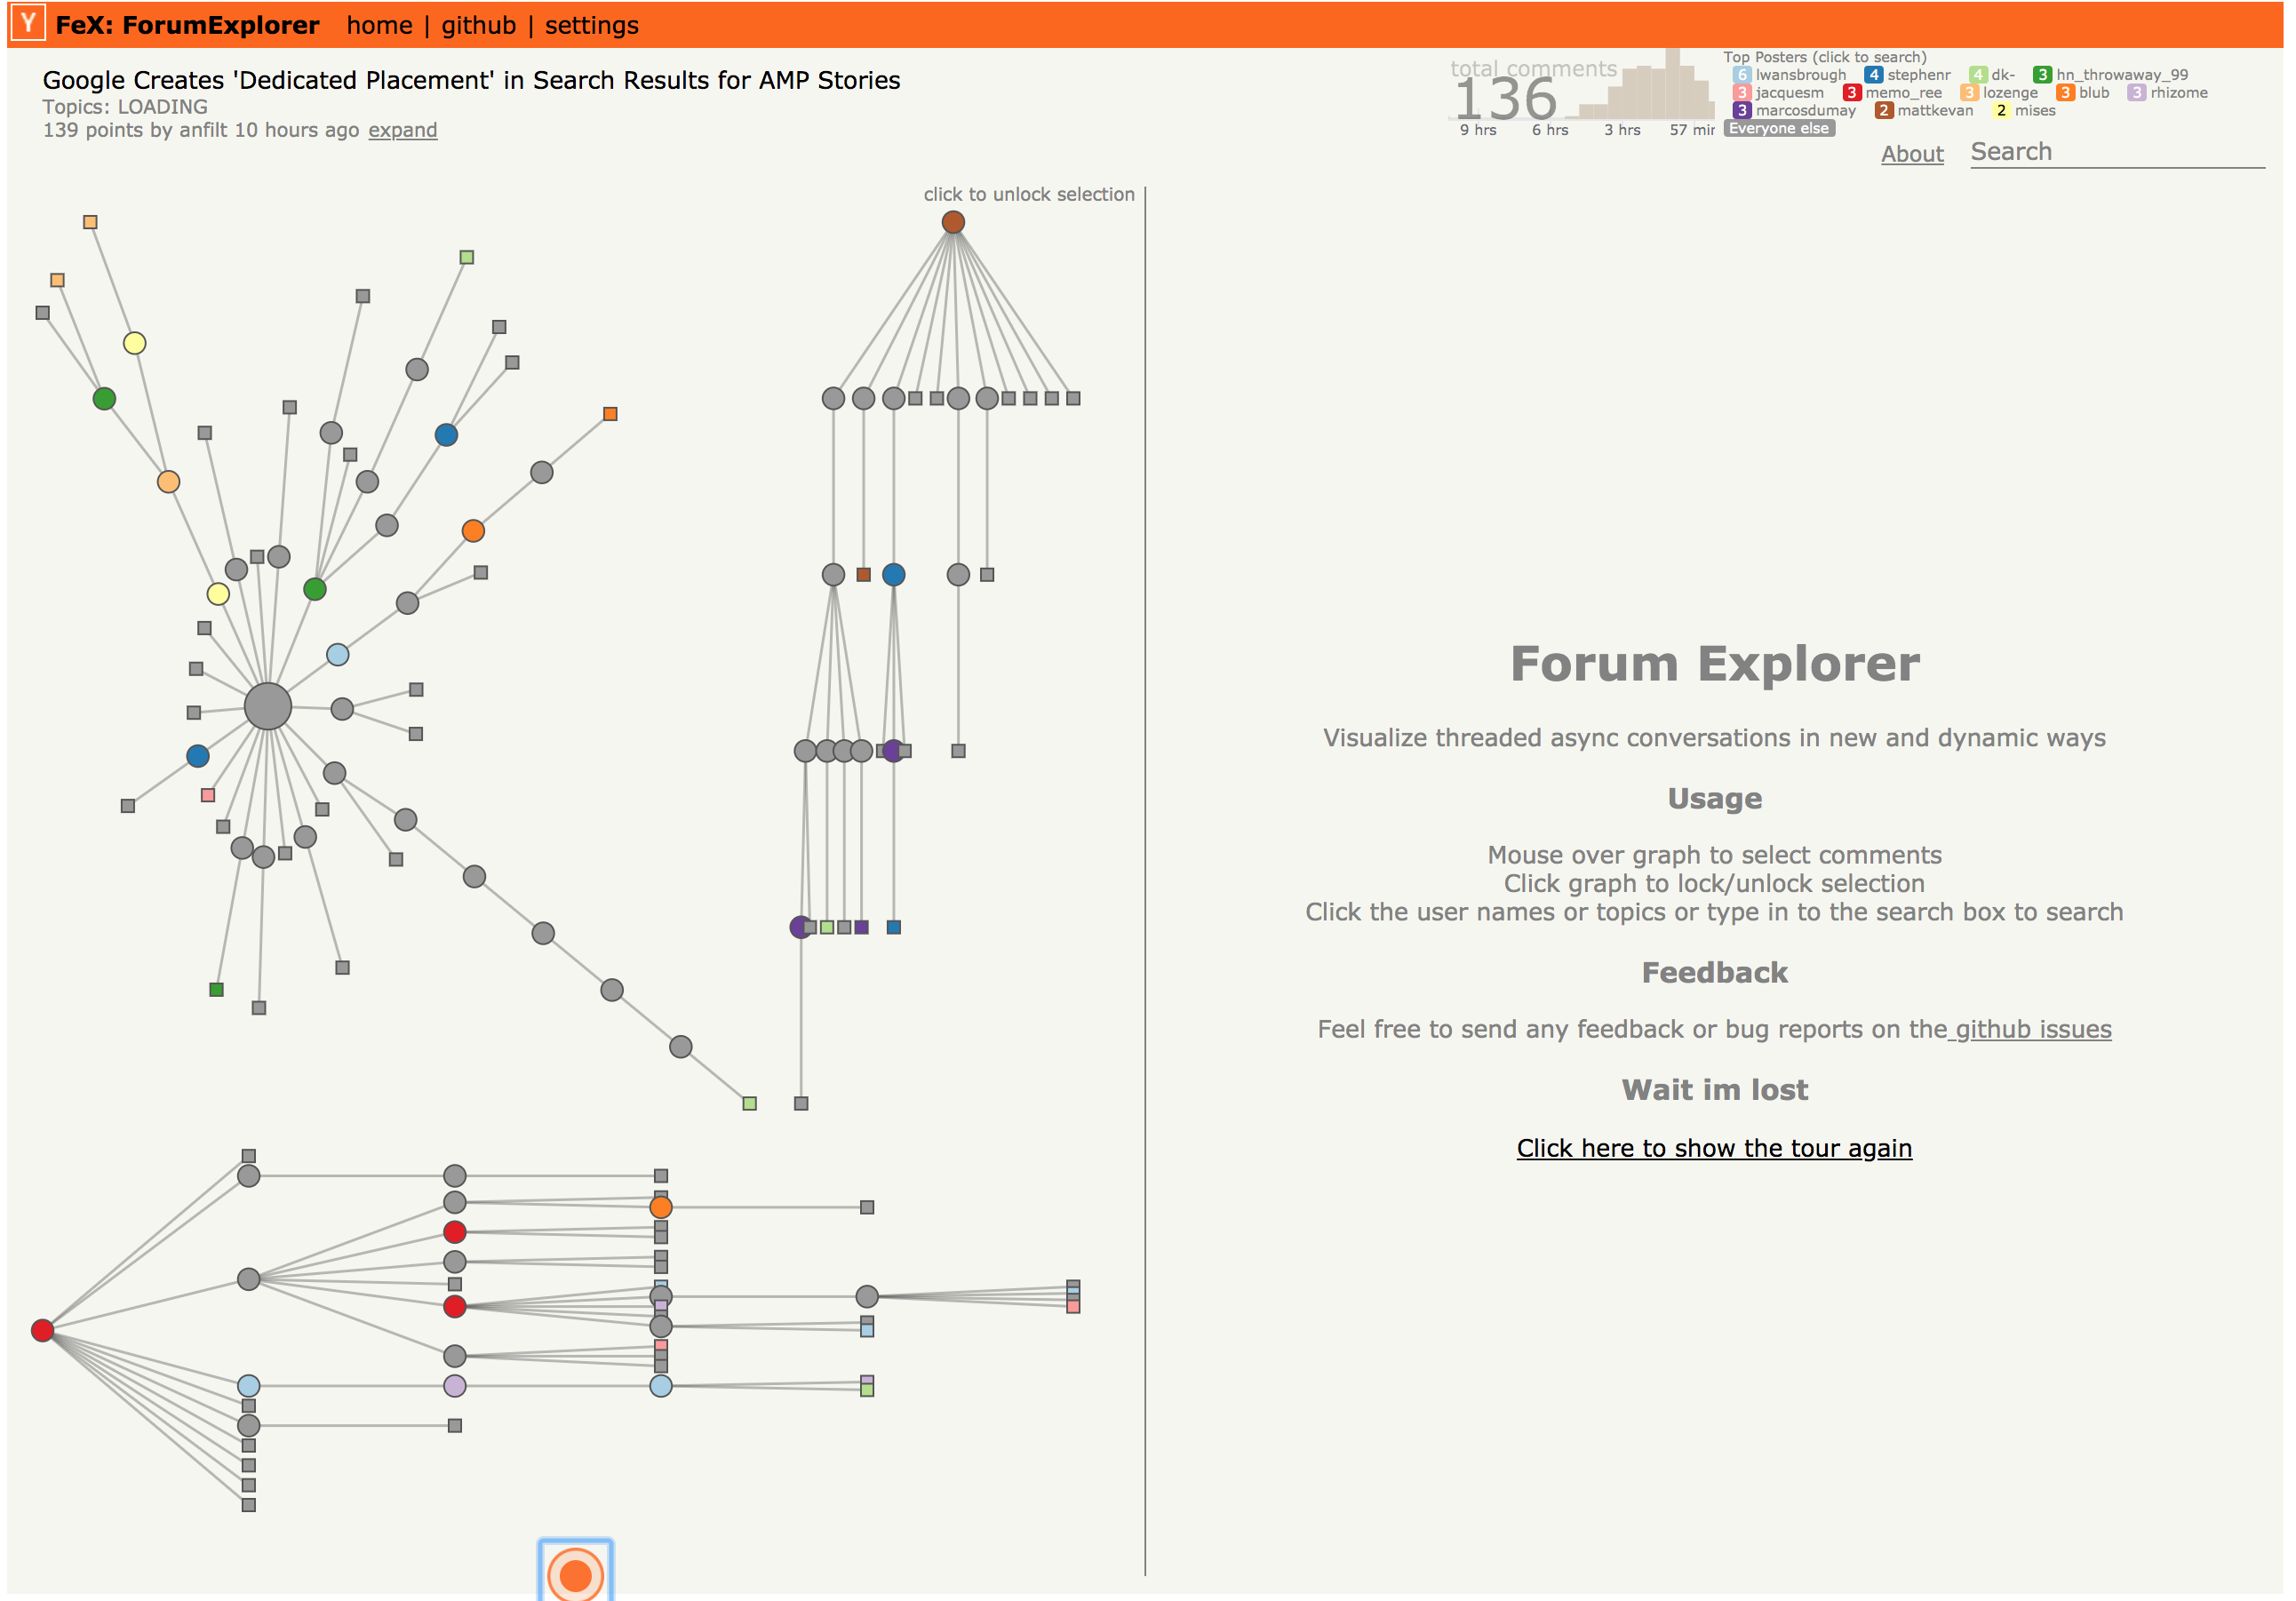 Y FeX: ForumExplorer home | github | settings
Google Creates 'Dedicated Placement' in Search Results for AMP Stories
Topics: LOADING
139 points by anfilt 10 hours ago expand
total comments
136
9 hrs 6 hrs 3 hrs 57 min
Top Posters (click to search)
6 lwansbrough 4 stephenr 4 dk- 3 hn_throwaway_99
3 jacquesm 3 memo_ree 3 lozenge 3 blub 3 rhizome
3 marcosdumay 2 mattkevan 2 mises
Everyone else
About Search
click to unlock selection
Forum Explorer
Visualize threaded async conversations in new and dynamic ways
Usage
Mouse over graph to select comments
Click graph to lock/unlock selection
Click the user names or topics or type in to the search box to search
Feedback
Feel free to send any feedback or bug reports on the github issues
Wait im lost
Click here to show the tour again